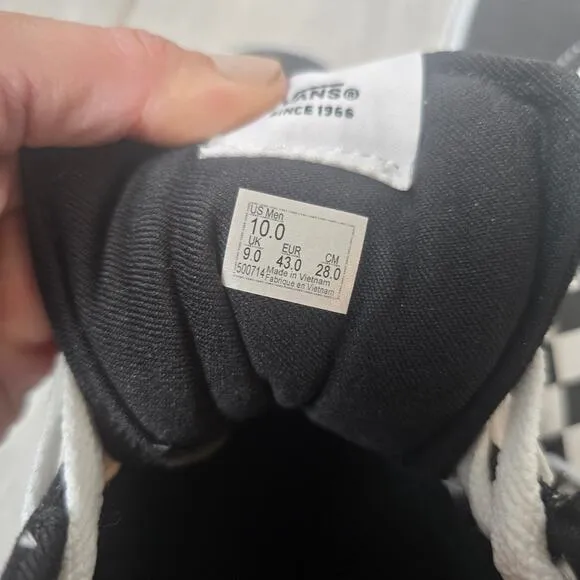 VANS®
SINCE 1966
US Men
10.0
UK EUR CM
9.0 43.0 28.0
500714 Made in Vietnam
Fabrique en Vietnam